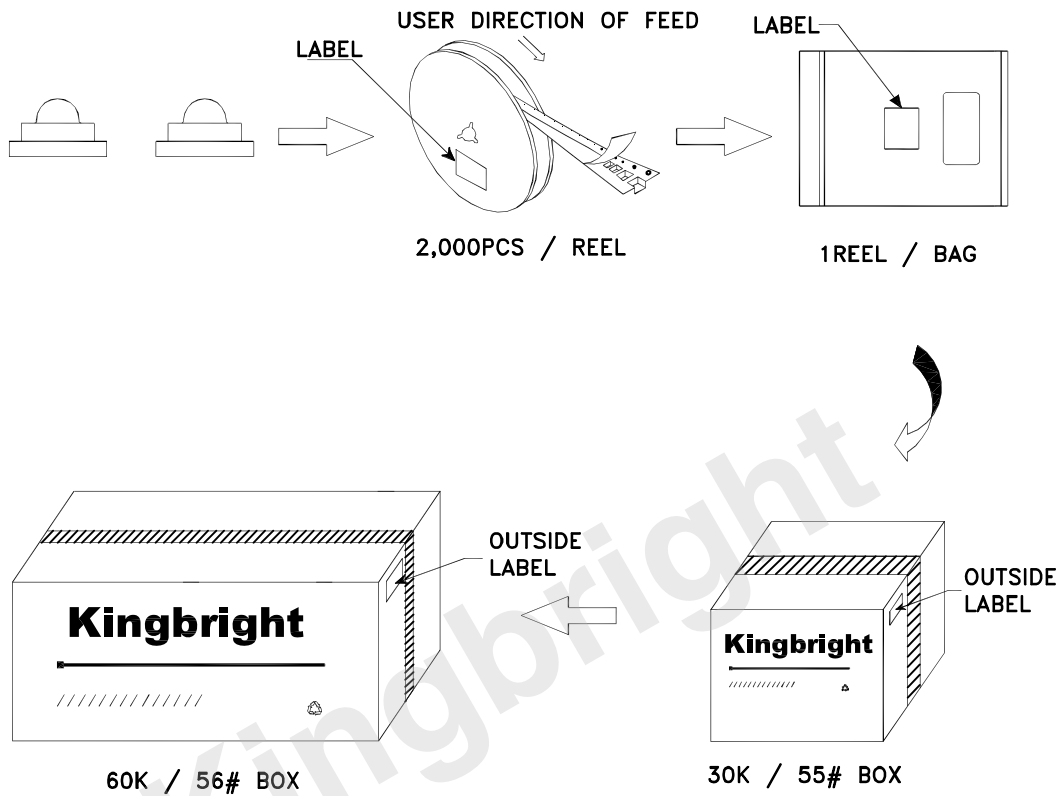 USER DIRECTION OF FEED
LABEL
LABEL
2,000PCS / REEL
1REEL / BAG
OUTSIDE
LABEL
OUTSIDE
LABEL
Kingbright
Kingbright
60K / 56# BOX
30K / 55# BOX
Kingbright